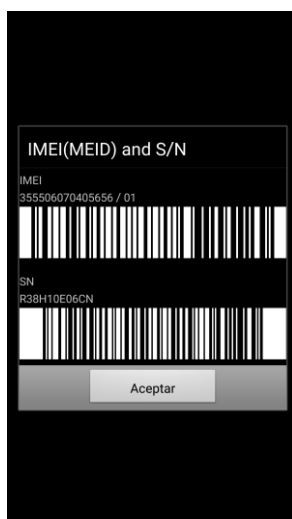 IMEI(MEID) and S/N
IMEI
355506070405656 / 01
SN
R38H10E06CN
Aceptar